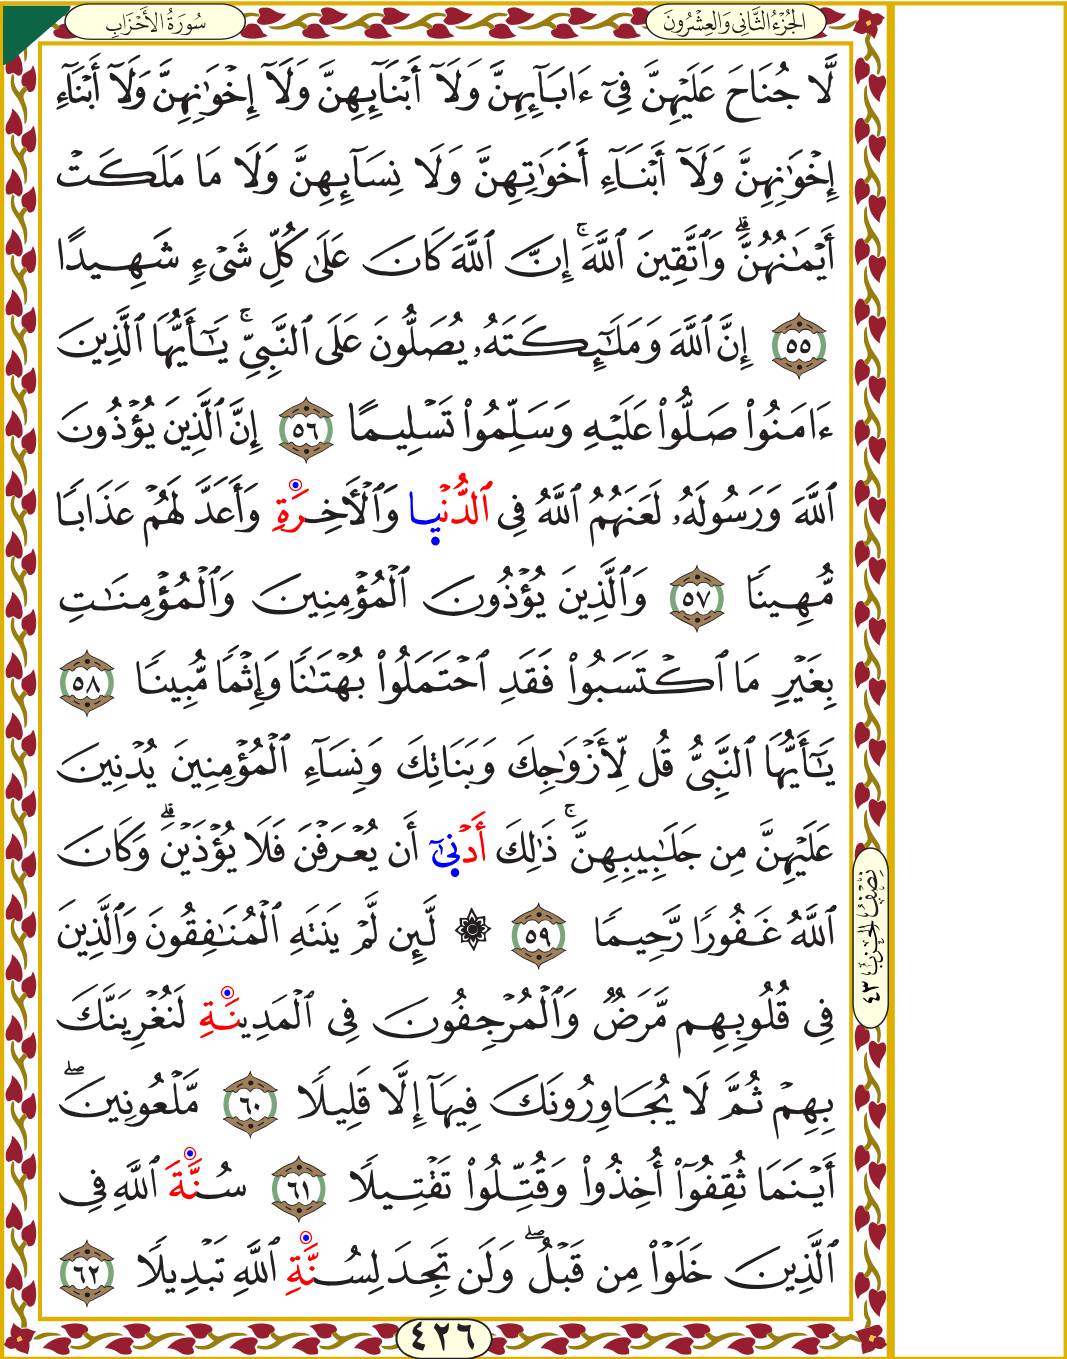 سُورَةُ الأَحْزَابِ
الجُزْءُ الثَّانِي وَالعِشْرُونَ
لَّا جُنَاحَ عَلَيْهِنَّ فِيٓ ءَابَآئِهِنَّ وَلَآ أَبْنَآئِهِنَّ وَلَآ إِخْوَٰنِهِنَّ وَلَآ أَبْنَآءِ
إِخْوَٰنِهِنَّ وَلَآ أَبْنَآءِ أَخَوَٰتِهِنَّ وَلَا نِسَآئِهِنَّ وَلَا مَا مَلَكَتْ
أَيْمَٰنُهُنَّۗ وَٱتَّقِينَ ٱللَّهَۚ إِنَّ ٱللَّهَ كَانَ عَلَىٰ كُلِّ شَيْءٖ شَهِيدًا
٥٥ إِنَّ ٱللَّهَ وَمَلَٰٓئِكَتَهُۥ يُصَلُّونَ عَلَى ٱلنَّبِيِّۚ يَٰٓأَيُّهَا ٱلَّذِينَ
ءَامَنُوا۟ صَلُّوا۟ عَلَيْهِ وَسَلِّمُوا۟ تَسْلِيمًا ٥٦ إِنَّ ٱلَّذِينَ يُؤْذُونَ
ٱللَّهَ وَرَسُولَهُۥ لَعَنَهُمُ ٱللَّهُ فِي ٱلدُّنْيٜا وَٱلْأَخِرَةِ وَأَعَدَّ لَهُمْ عَذَابًا
مُّهِينًا ٥٧ وَٱلَّذِينَ يُؤْذُونَ ٱلْمُؤْمِنِينَ وَٱلْمُؤْمِنَٰتِ
بِغَيْرِ مَا ٱكْتَسَبُوا۟ فَقَدِ ٱحْتَمَلُوا۟ بُهْتَٰنًا وَإِثْمًا مُّبِينًا ٥٨
يَٰٓأَيُّهَا ٱلنَّبِيُّ قُل لِّأَزْوَٰجِكَ وَبَنَاتِكَ وَنِسَآءِ ٱلْمُؤْمِنِينَ يُدْنِينَ
عَلَيْهِنَّ مِن جَلَٰبِيبِهِنَّۚ ذَٰلِكَ أَدْنٜىٰٓ أَن يُعْرَفْنَ فَلَا يُؤْذَيْنَۗ وَكَانَ
ٱللَّهُ غَفُورًا رَّحِيمًا ٥٩ ۞ لَّئِن لَّمْ يَنتَهِ ٱلْمُنَٰفِقُونَ وَٱلَّذِينَ
فِي قُلُوبِهِم مَّرَضٌ وَٱلْمُرْجِفُونَ فِي ٱلْمَدِينَةِ لَنُغْرِيَنَّكَ
بِهِمْ ثُمَّ لَا يُجَاوِرُونَكَ فِيهَآ إِلَّا قَلِيلًا ٦٠ مَّلْعُونِينَۖ
أَيْنَمَا ثُقِفُوٓا۟ أُخِذُوا۟ وَقُتِّلُوا۟ تَقْتِيلًا ٦١ سُنَّةَ ٱللَّهِ فِي
ٱلَّذِينَ خَلَوْا۟ مِن قَبْلُۖ وَلَن تَجِدَ لِسُنَّةِ ٱللَّهِ تَبْدِيلًا ٦٢
نِصْفُ الحِزْبِ ٤٣
٤٢٦